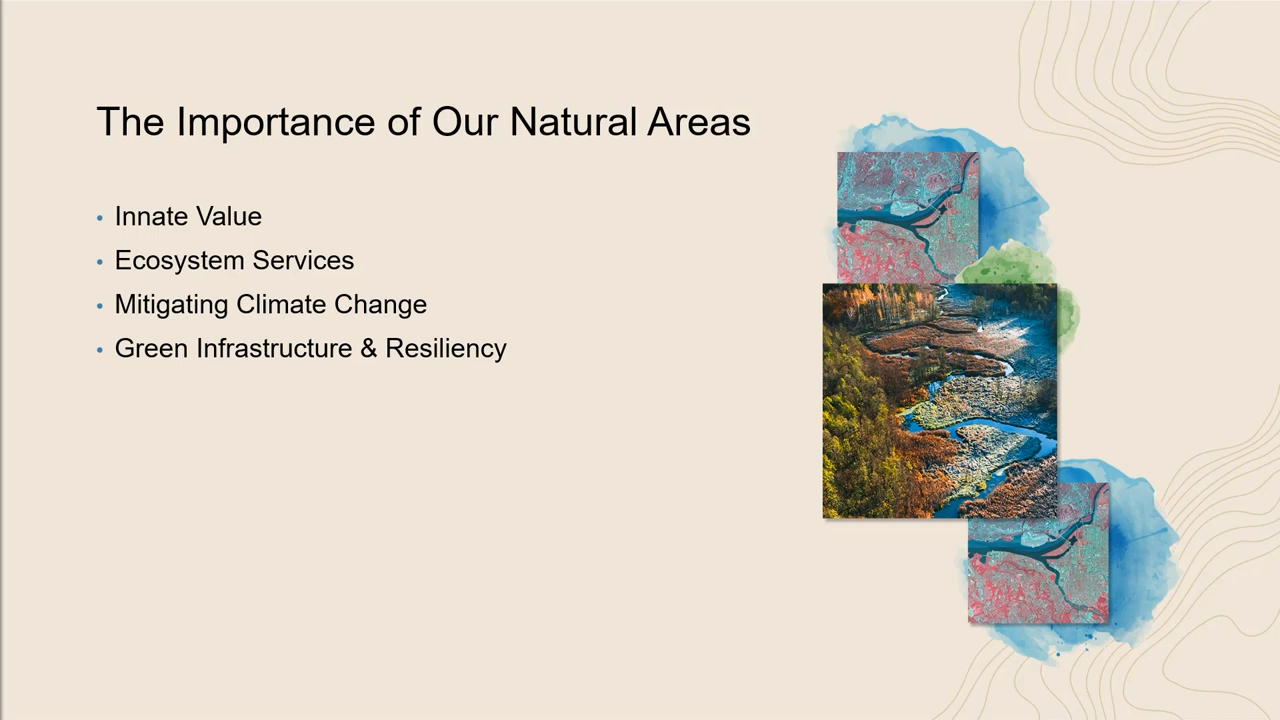 The Importance of Our Natural Areas
• Innate Value
• Ecosystem Services
• Mitigating Climate Change
• Green Infrastructure & Resiliency